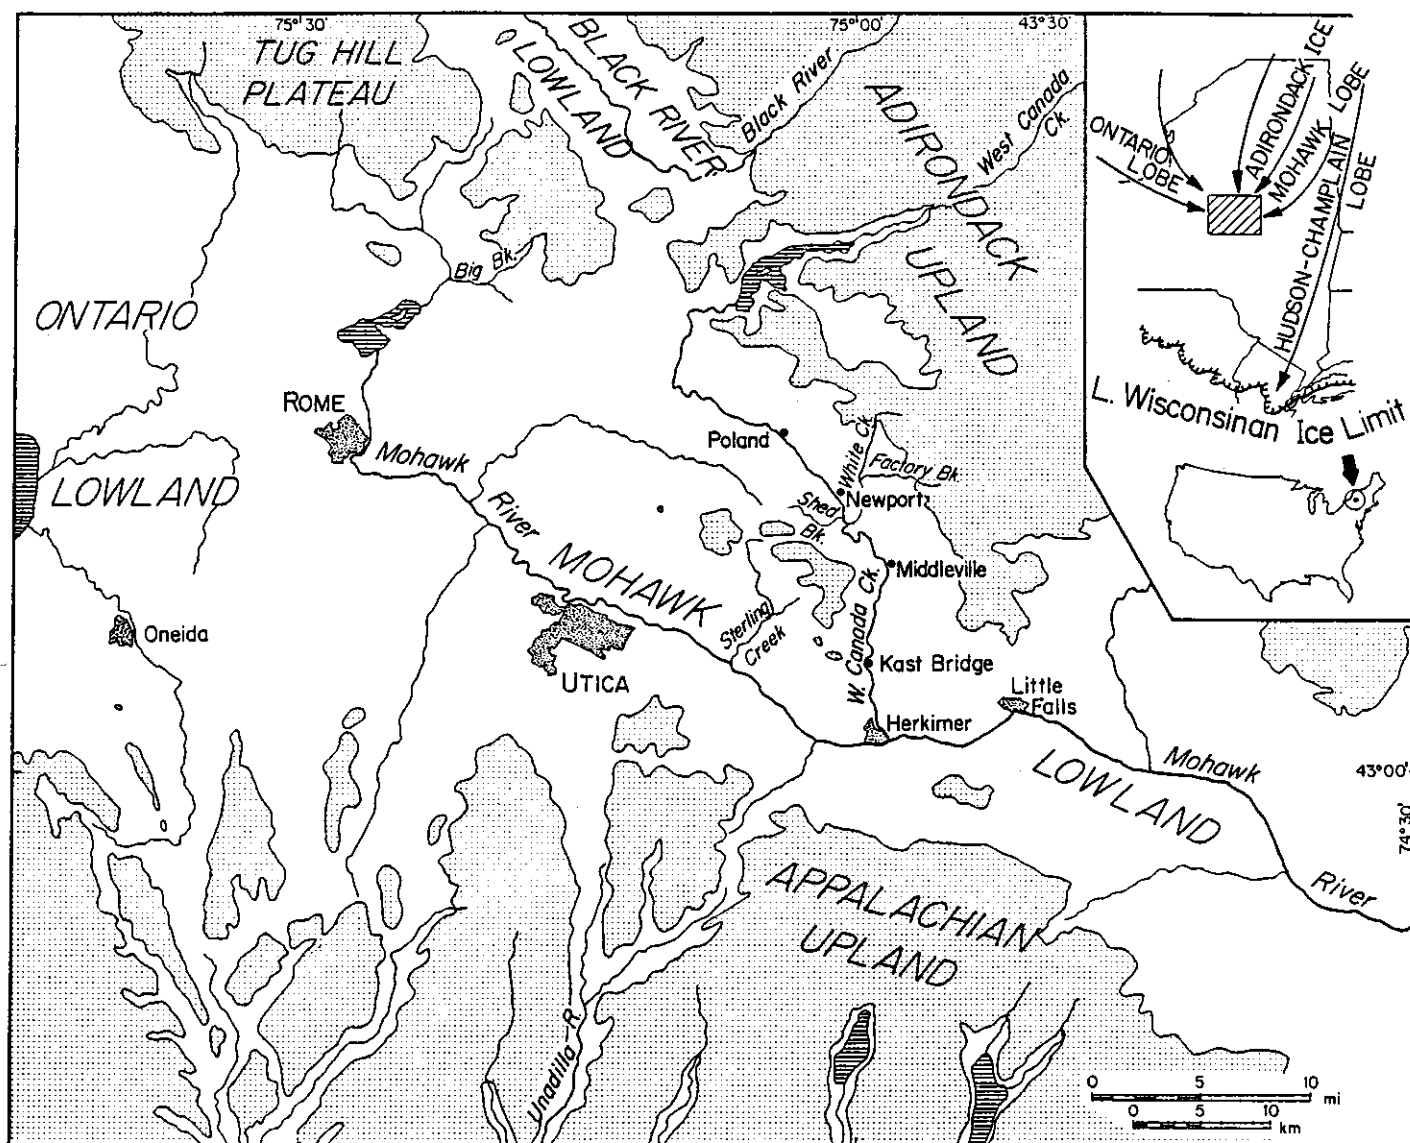 75°30'
75°00'
43°30'
TUG HILL
PLATEAU
BLACK RIVER
LOWLAND
Black River
ADIRONDACK
UPLAND
West Canada
Ck.
ONTARIO
LOBE
ADIRONDACK ICE
MOHAWK LOBE
HUDSON-CHAMPLAIN
LOBE
L. Wisconsinan Ice Limit
Big Bk.
ONTARIO
LOWLAND
ROME
Mohawk
River
Poland
White Ck.
Factory Bk.
Newport
Shed
Bk.
Middleville
MOHAWK
LOWLAND
Sterling
Creek
W. Canada Ck.
Kast Bridge
Oneida
UTICA
Little
Falls
Herkimer
Mohawk
River
43°00'
74°30'
APPALACHIAN
UPLAND
Unadilla R.
0 5 10
mi
0 5 10
km